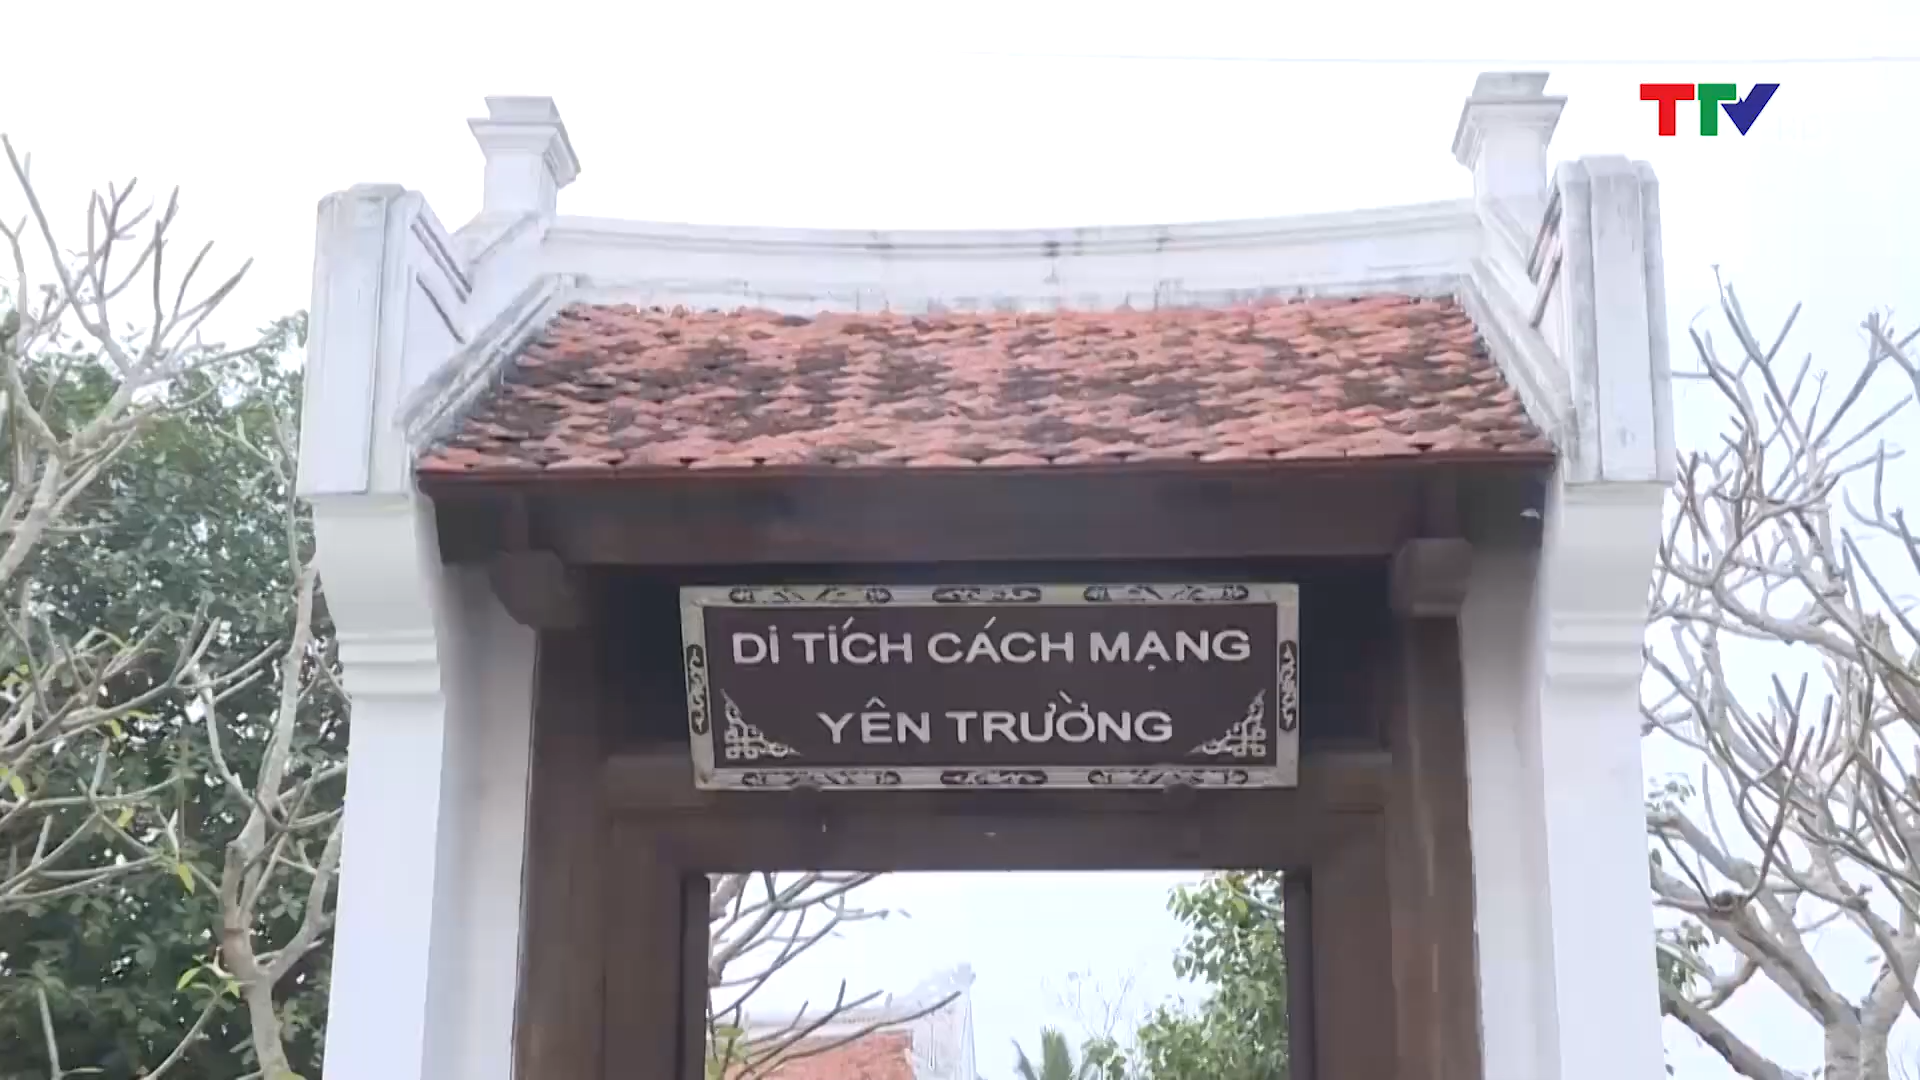 TTV
DI TÍCH CÁCH MẠNG
YÊN TRƯỜNG